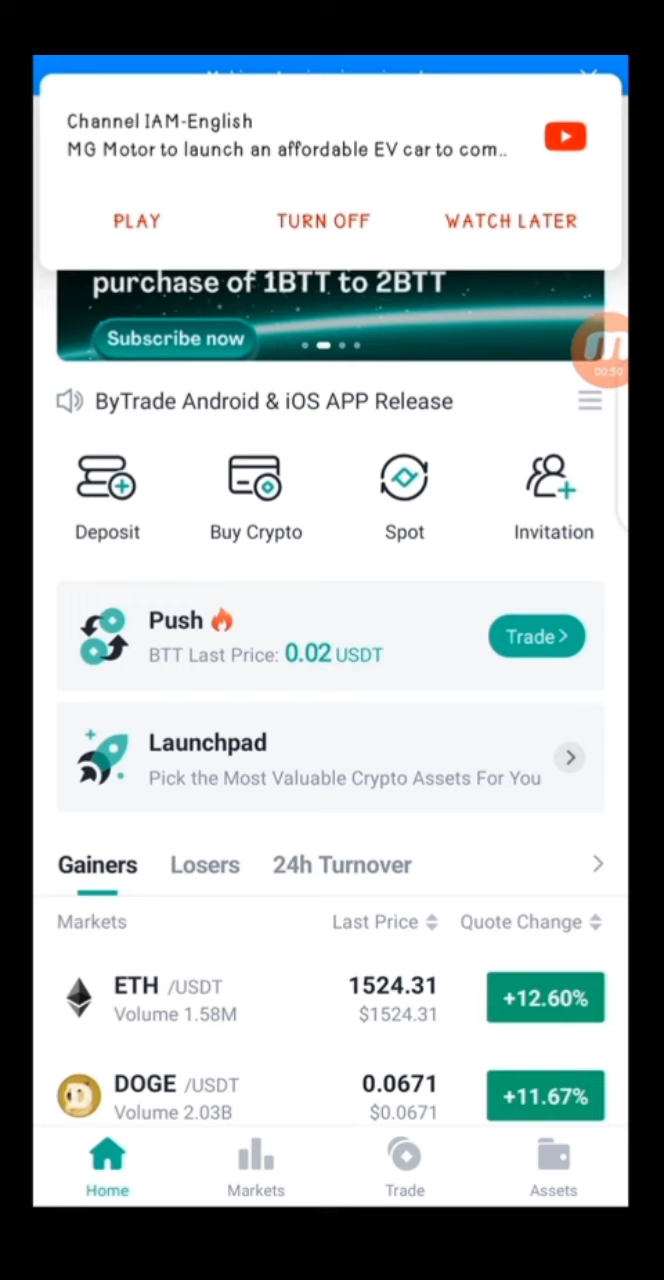 Channel IAM-English
MG Motor to launch an affordable EV car to com..
PLAY TURN OFF WATCH LATER
purchase of 1BTT to 2BTT
Subscribe now
00:50
ByTrade Android & iOS APP Release
Deposit Buy Crypto Spot Invitation
Push
Trade
BTT Last Price: 0.02 USDT
Launchpad
Pick the Most Valuable Crypto Assets For You
Gainers Losers 24h Turnover
Markets Last Price Quote Change
ETH /USDT 1524.31 +12.60%
Volume 1.58M $1524.31
DOGE /USDT 0.0671 +11.67%
Volume 2.03B $0.0671
Home Markets Trade Assets